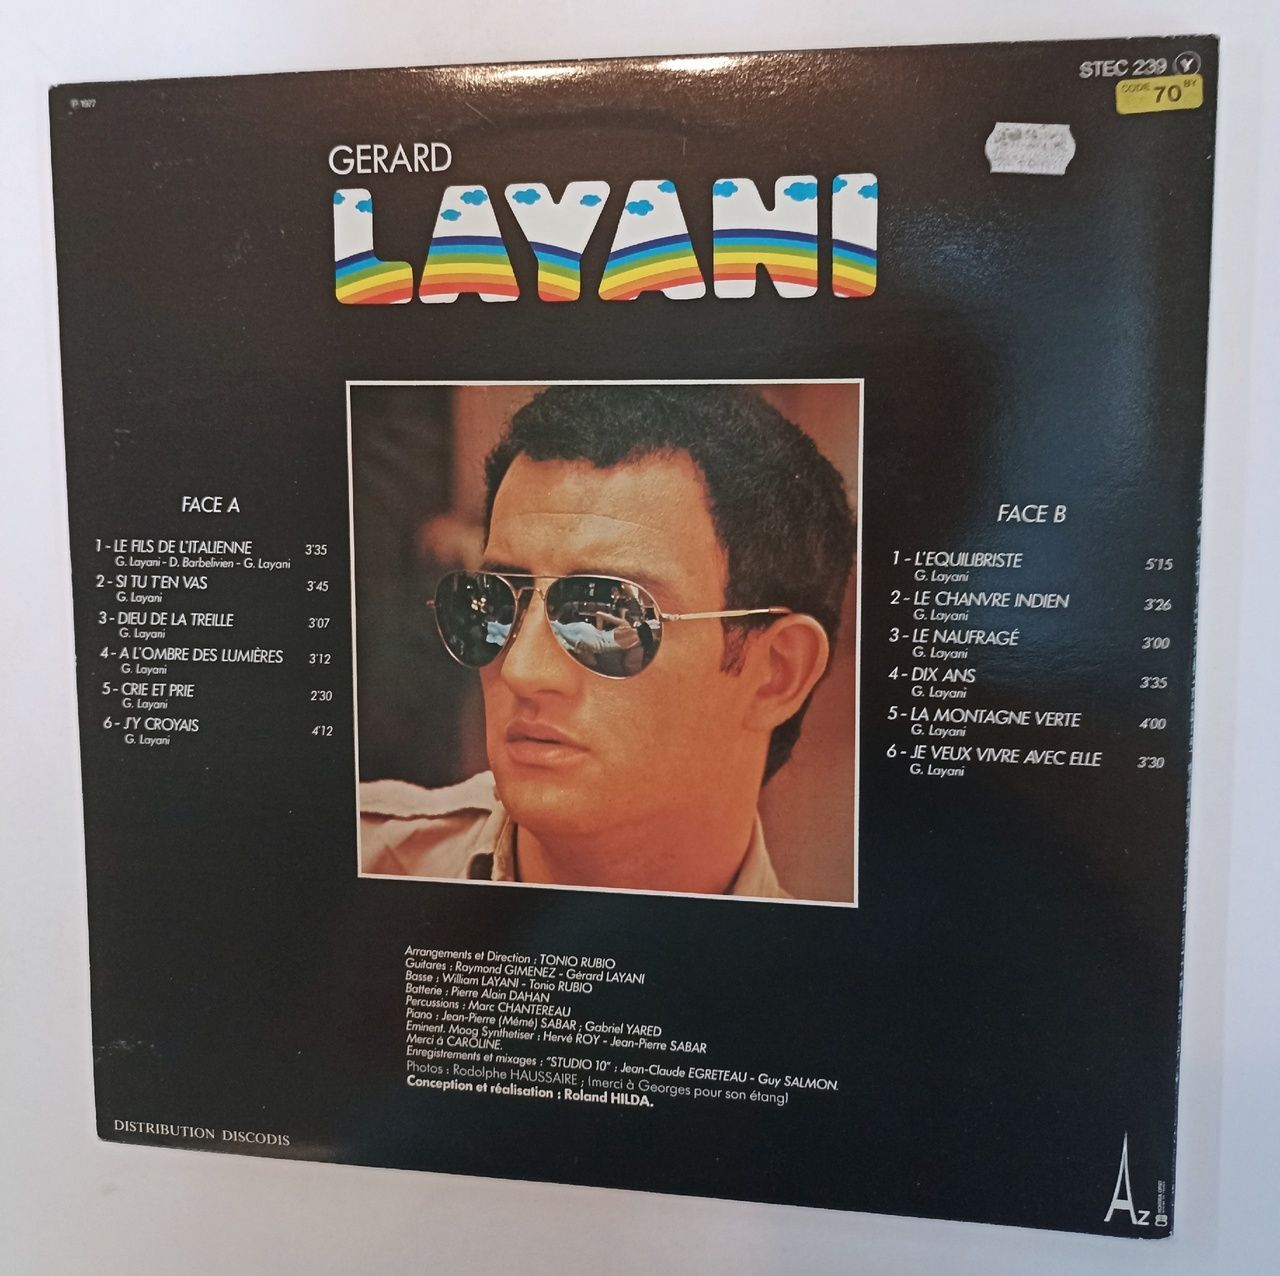 ℗ 1977
STEC 239 Y
CODE 70 BY
GERARD
LAYANI
FACE A
1 - LE FILS DE L'ITALIENNE 3'35
G. Layani - D. Barbelivien - G. Layani
2 - SI TU T'EN VAS 3'45
G. Layani
3 - DIEU DE LA TREILLE 3'07
G. Layani
4 - A L'OMBRE DES LUMIÈRES 3'12
G. Layani
5 - CRIE ET PRIE 2'30
G. Layani
6 - J'Y CROYAIS 4'12
G. Layani
FACE B
1 - L'EQUILIBRISTE 5'15
G. Layani
2 - LE CHANVRE INDIEN 3'26
G. Layani
3 - LE NAUFRAGÉ 3'00
G. Layani
4 - DIX ANS 3'35
G. Layani
5 - LA MONTAGNE VERTE 4'00
G. Layani
6 - JE VEUX VIVRE AVEC ELLE 3'30
G. Layani
Arrangements et Direction : TONIO RUBIO
Guitares : Raymond GIMENEZ - Gérard LAYANI
Basse : William LAYANI - Tonio RUBIO
Batterie : Pierre Alain DAHAN
Percussions : Marc CHANTEREAU
Piano : Jean-Pierre (Mémé) SABAR ; Gabriel YARED
Eminent. Moog Synthetiser : Hervé ROY - Jean-Pierre SABAR
Merci à CAROLINE.
Enregistrements et mixages : "STUDIO 10" ; Jean-Claude EGRETEAU - Guy SALMON.
Photos : Rodolphe HAUSSAIRE ; (merci à Georges pour son étang)
Conception et réalisation : Roland HILDA.
DISTRIBUTION DISCODIS
Az